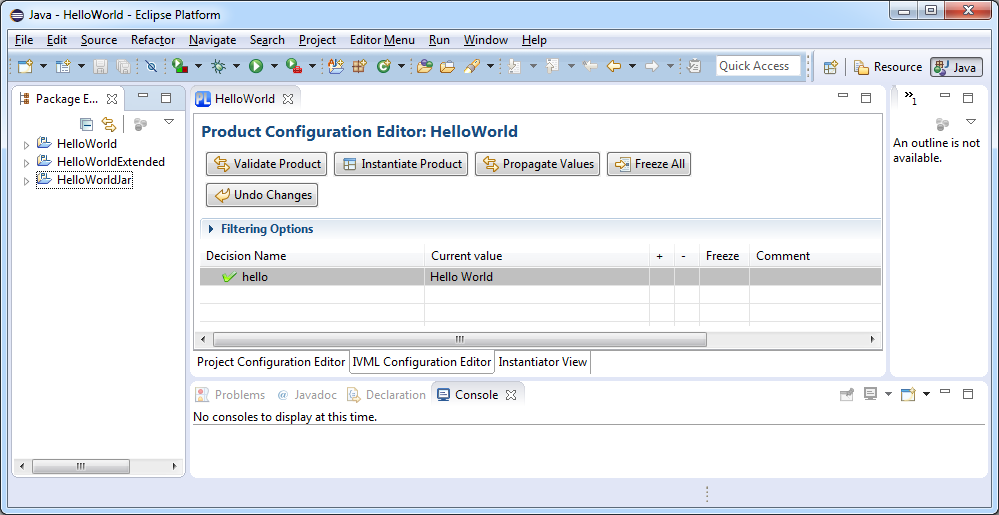 Java - HelloWorld - Eclipse Platform
File Edit Source Refactor Navigate Search Project Editor Menu Run Window Help
Quick Access Resource Java
Package E...
HelloWorld
HelloWorldExtended
HelloWorldJar
PL HelloWorld
Product Configuration Editor: HelloWorld
Validate Product Instantiate Product Propagate Values Freeze All
Undo Changes
Filtering Options
Decision Name Current value + - Freeze Comment
hello Hello World
Project Configuration Editor IVML Configuration Editor Instantiator View
Problems @ Javadoc Declaration Console
No consoles to display at this time.
»1
An outline is not
available.